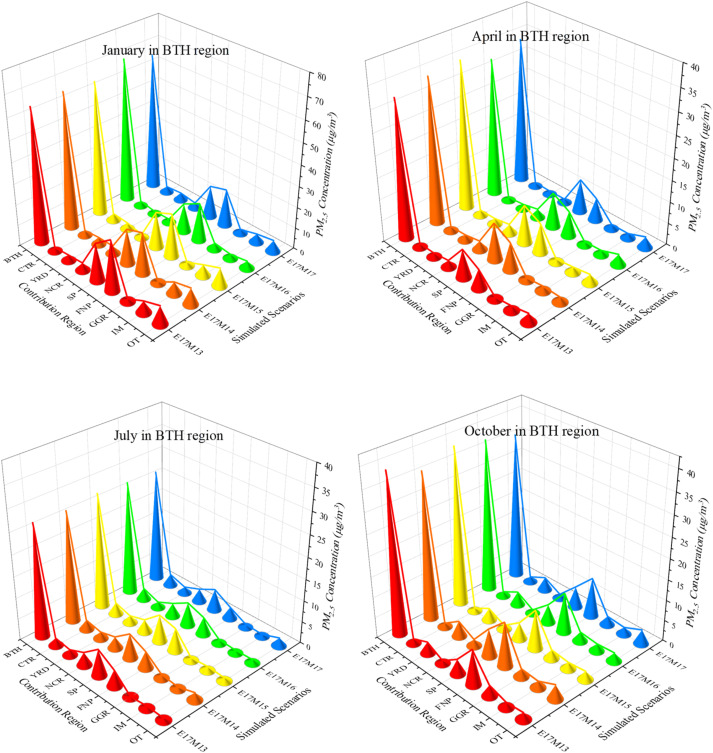 January in BTH region
80
70
60
50
40
30
20
10
0
PM2.5 Concentration (μg/m³)
BTH
CTR
YRD
NCR
SP
FNP
GGR
IM
OT
Contribution Region
E17M13
E17M14
E17M15
E17M16
E17M17
Simulated Scenarios
April in BTH region
40
35
30
25
20
15
10
5
0
PM2.5 Concentration (μg/m³)
BTH
CTR
YRD
NCR
SP
FNP
GGR
IM
OT
Contribution Region
E17M13
E17M14
E17M15
E17M16
E17M17
Simulated Scenarios
July in BTH region
40
35
30
25
20
15
10
5
0
PM2.5 Concentration (μg/m³)
BTH
CTR
YRD
NCR
SP
FNP
GGR
IM
OT
Contribution Region
E17M13
E17M14
E17M15
E17M16
E17M17
Simulated Scenarios
October in BTH region
40
35
30
25
20
15
10
5
0
PM2.5 Concentration (μg/m³)
BTH
CTR
YRD
NCR
SP
FNP
GGR
IM
OT
Contribution Region
E17M13
E17M14
E17M15
E17M16
E17M17
Simulated Scenarios